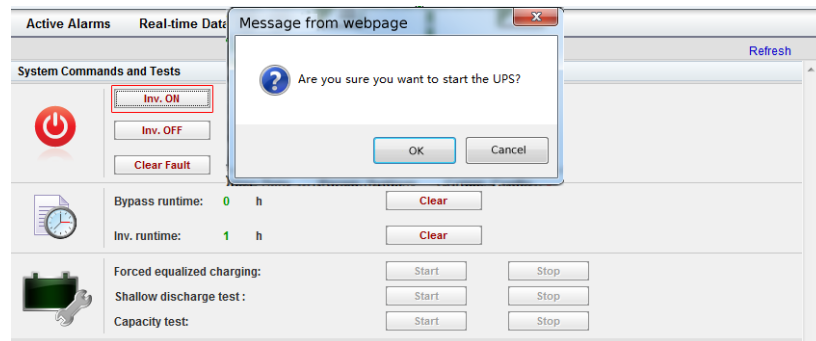 Active Alarms Real-time Data Message from webpage
Refresh
System Commands and Tests
Are you sure you want to start the UPS?
Inv. ON
Inv. OFF
OK Cancel
Clear Fault
Bypass runtime: 0 h Clear
Inv. runtime: 1 h Clear
Forced equalized charging: Start Stop
Shallow discharge test : Start Stop
Capacity test: Start Stop